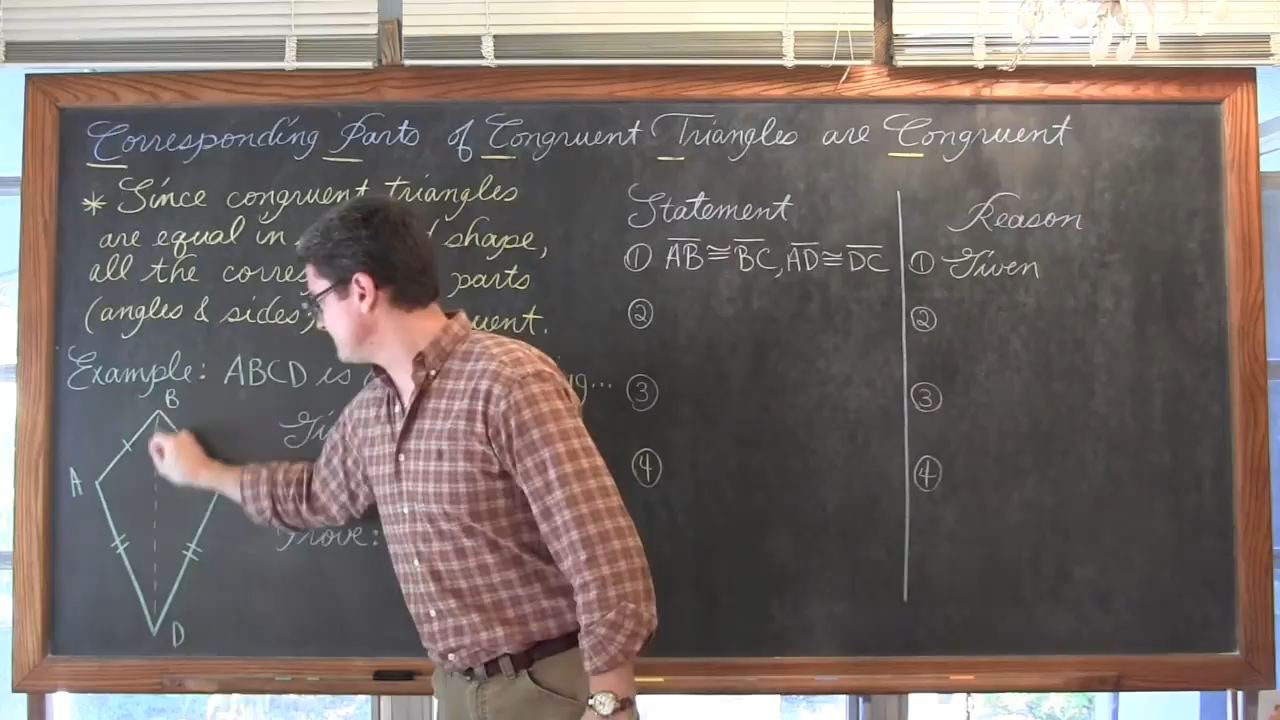 Corresponding Parts of Congruent Triangles are Congruent
* Since congruent triangles
are equal in shape,
all the parts
(angles & sides)
Example: ABCD is
B
A
D
Prove:
Statement
① AB≅BC, AD≅DC
②
③
④
Reason
① Given
②
③
④